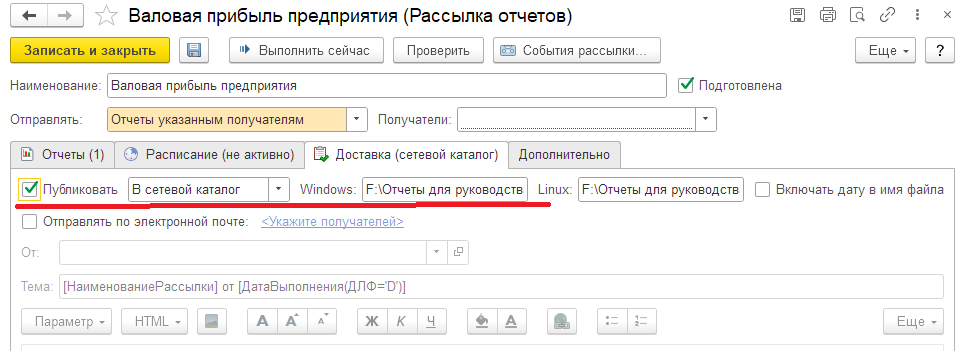 Валовая прибыль предприятия (Рассылка отчетов)
Записать и закрыть Выполнить сейчас Проверить События рассылки... Еще ?
Наименование: Валовая прибыль предприятия Подготовлена
Отправлять: Отчеты указанным получателям Получатели:
Отчеты (1) Расписание (не активно) Доставка (сетевой каталог) Дополнительно
Публиковать В сетевой каталог Windows: F:\Отчеты для руководств Linux: F:\Отчеты для руководств Включать дату в имя файла
Отправлять по электронной почте: <Укажите получателей>
От:
Тема: [НаименованиеРассылки] от [ДатаВыполнения(ДЛФ='D')]
Параметр HTML A A A Ж К Ч A Еще